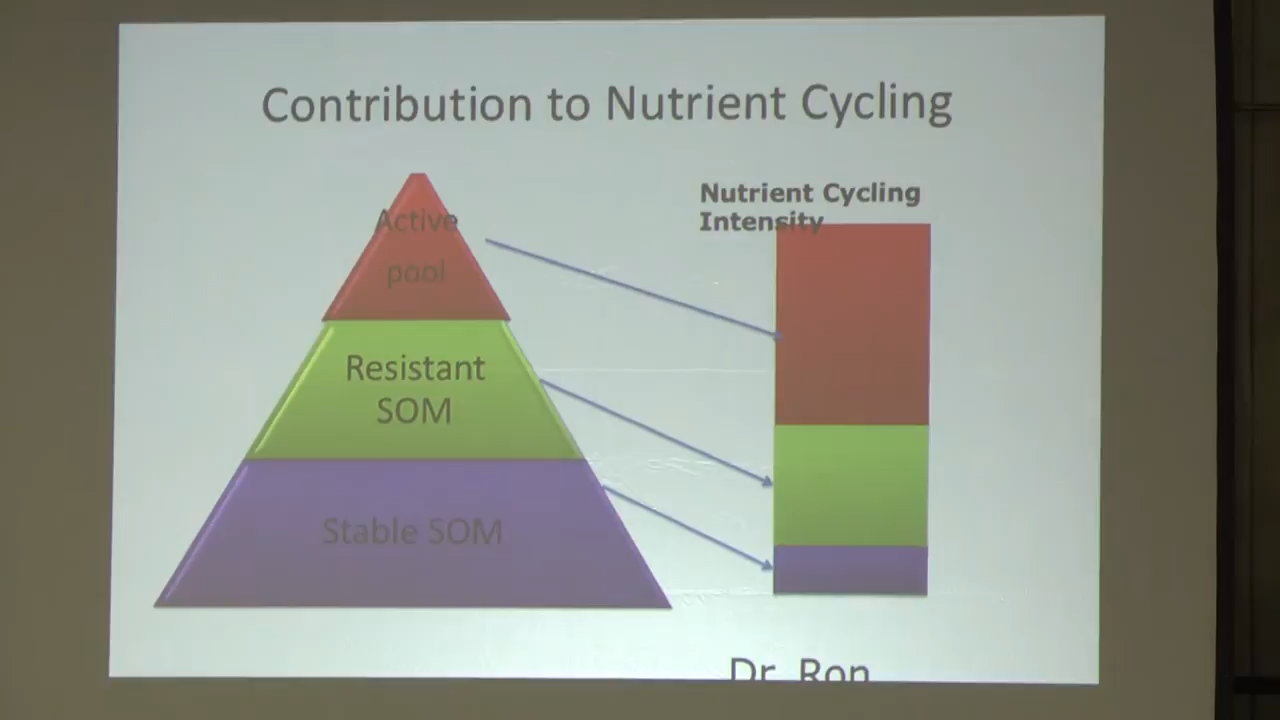 Contribution to Nutrient Cycling
Nutrient Cycling
Intensity
Active
pool
Resistant
SOM
Stable SOM
Dr. Ron